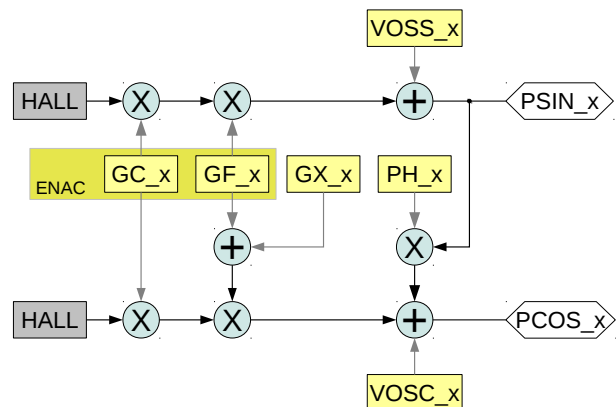 VOSS_x
HALL
X
X
+
PSIN_x
ENAC
GC_x
GF_x
GX_x
PH_x
+
X
HALL
X
X
+
PCOS_x
VOSC_x